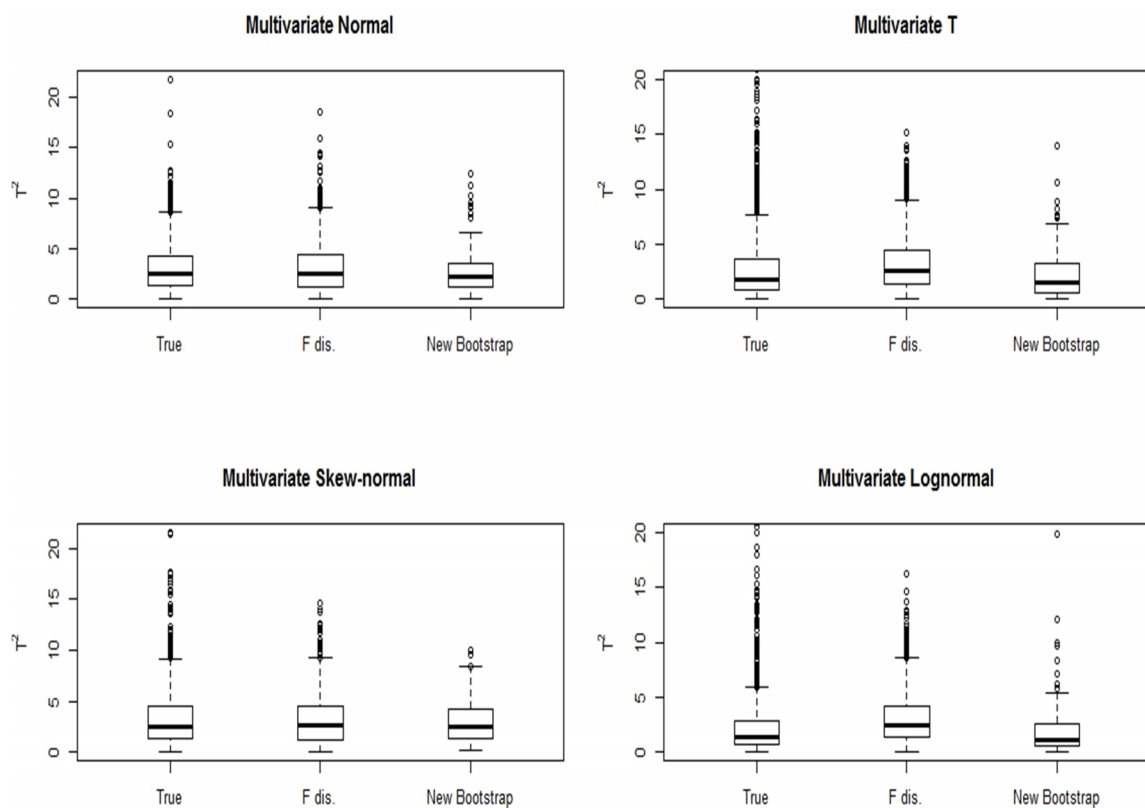 Multivariate Normal
T²
20
15
10
5
0
True F dis. New Bootstrap
Multivariate T
T²
20
15
10
5
0
True F dis. New Bootstrap
Multivariate Skew-normal
T²
20
15
10
5
0
True F dis. New Bootstrap
Multivariate Lognormal
T²
20
15
10
5
0
True F dis. New Bootstrap